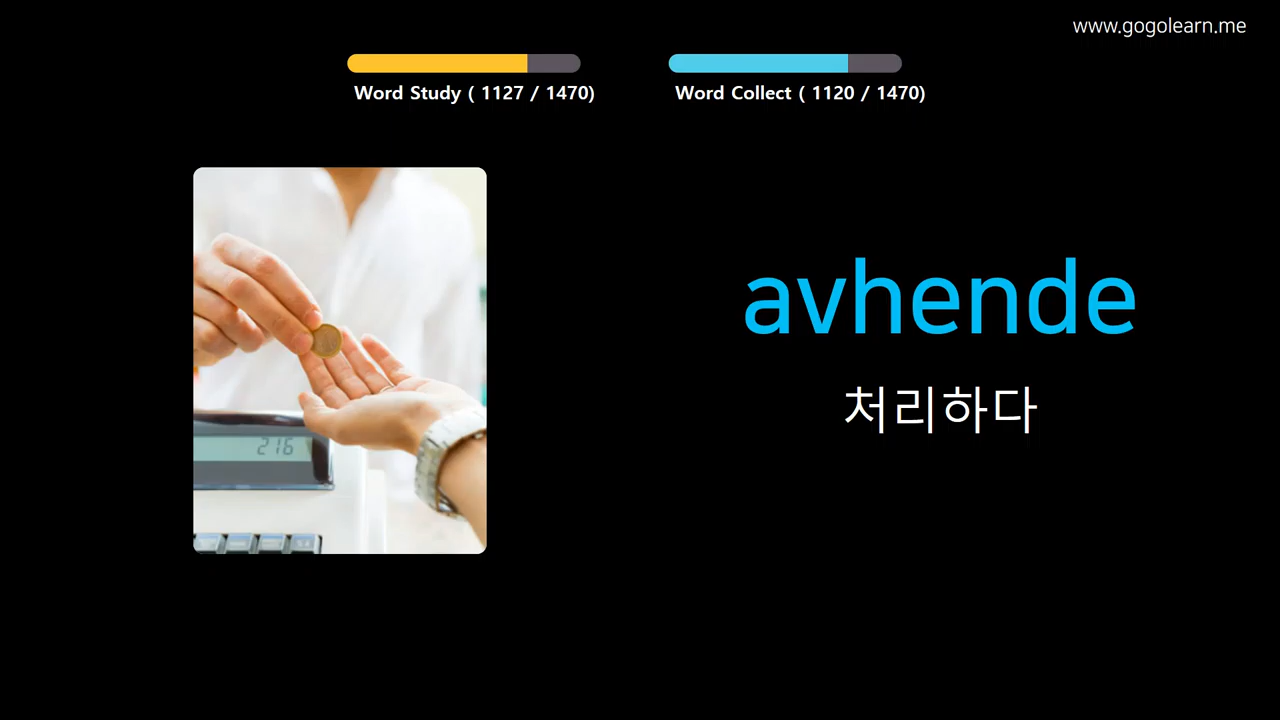 www.gogolearn.me
Word Study ( 1127 / 1470)
Word Collect ( 1120 / 1470)
avhende
처리하다
216